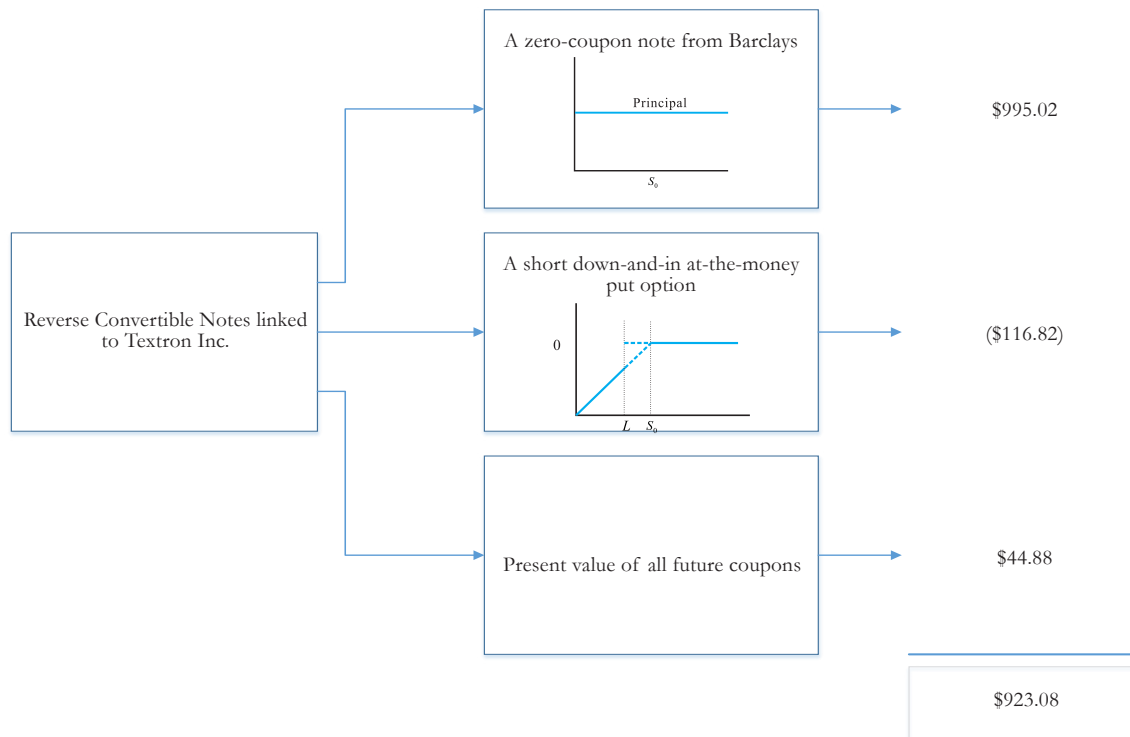 A zero-coupon note from Barclays
Principal
S₀
$995.02
Reverse Convertible Notes linked
to Textron Inc.
A short down-and-in at-the-money
put option
0
L S₀
($116.82)
Present value of all future coupons
$44.88
$923.08